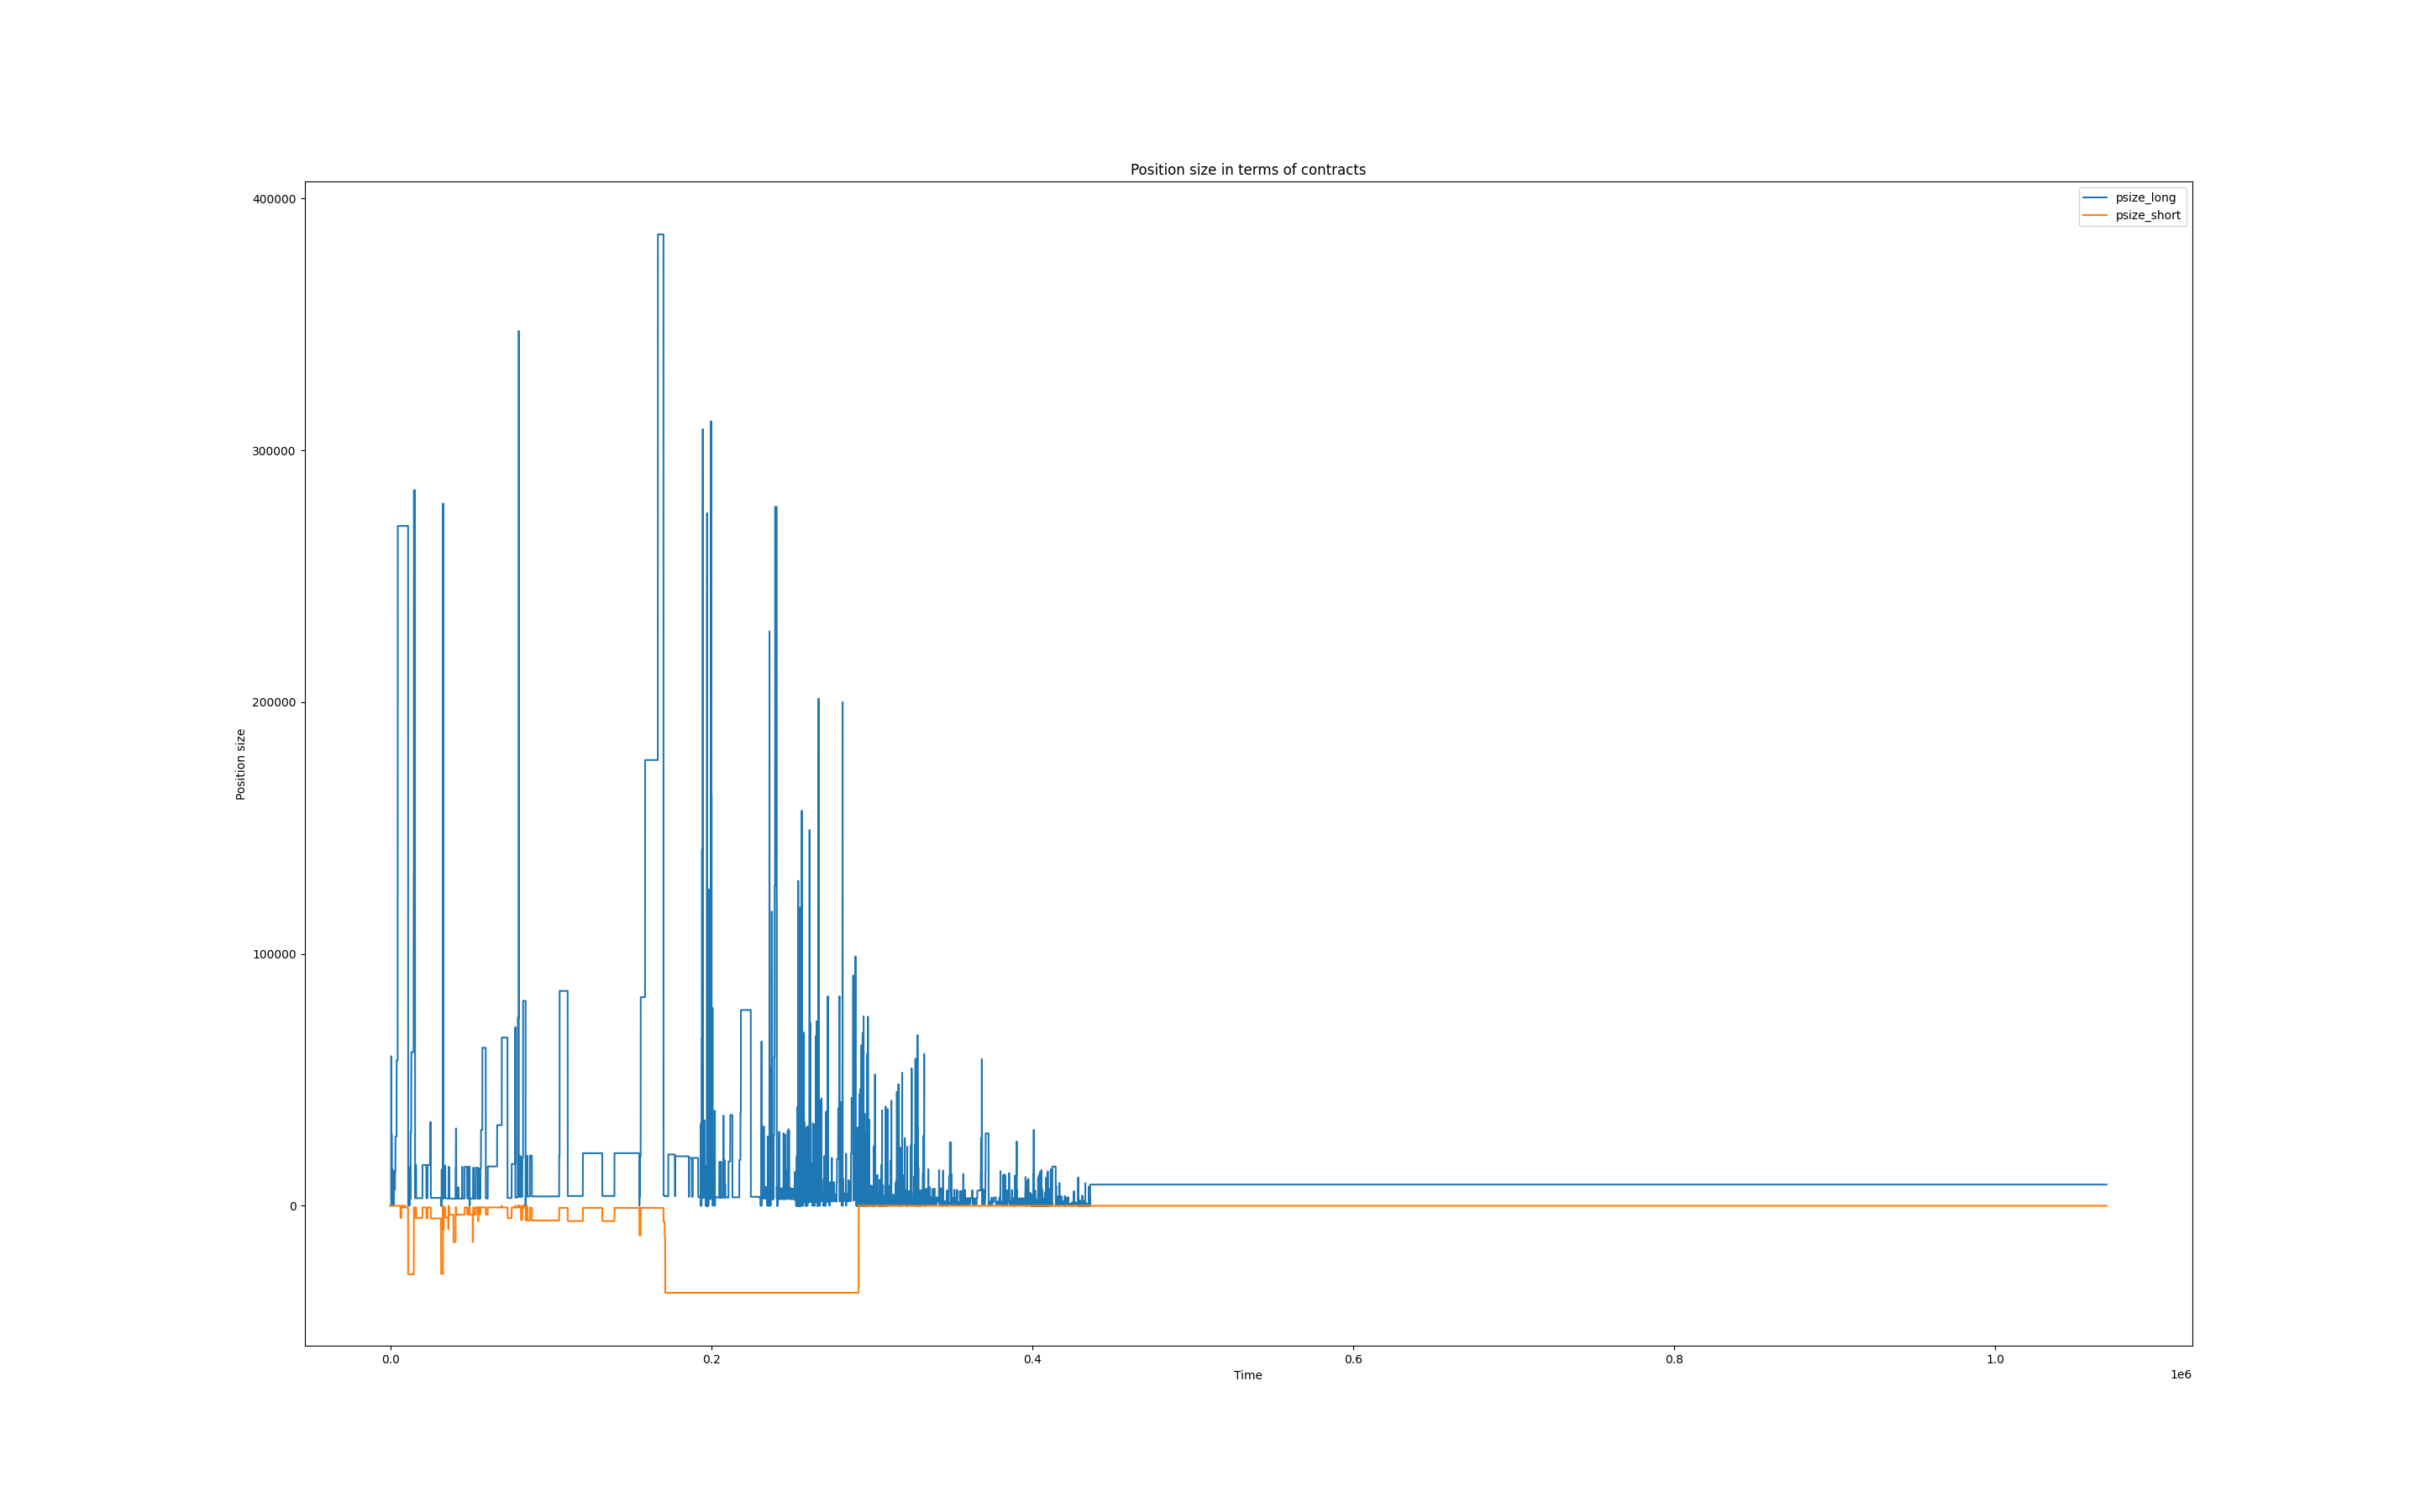 Position size in terms of contracts
psize_long
psize_short
400000
300000
200000
100000
0
Position size
0.0
0.2
0.4
0.6
0.8
1.0
Time
1e6